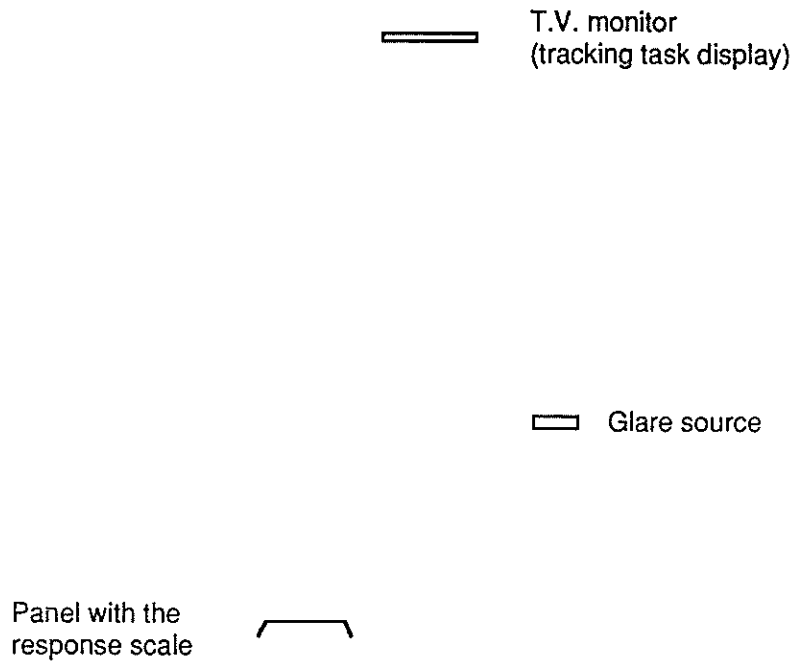 T.V. monitor
(tracking task display)
Glare source
Panel with the
response scale